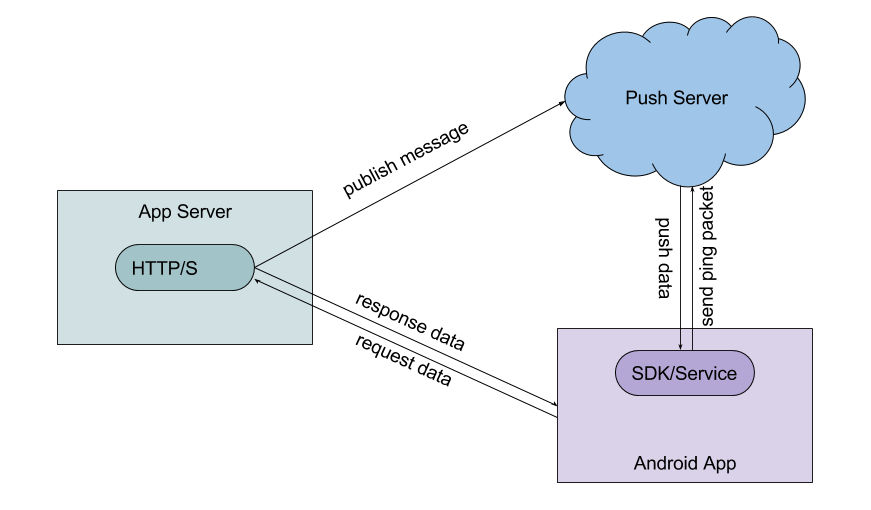 Push Server
publish message
App Server
HTTP/S
push data
send ping packet
response data
request data
SDK/Service
Android App